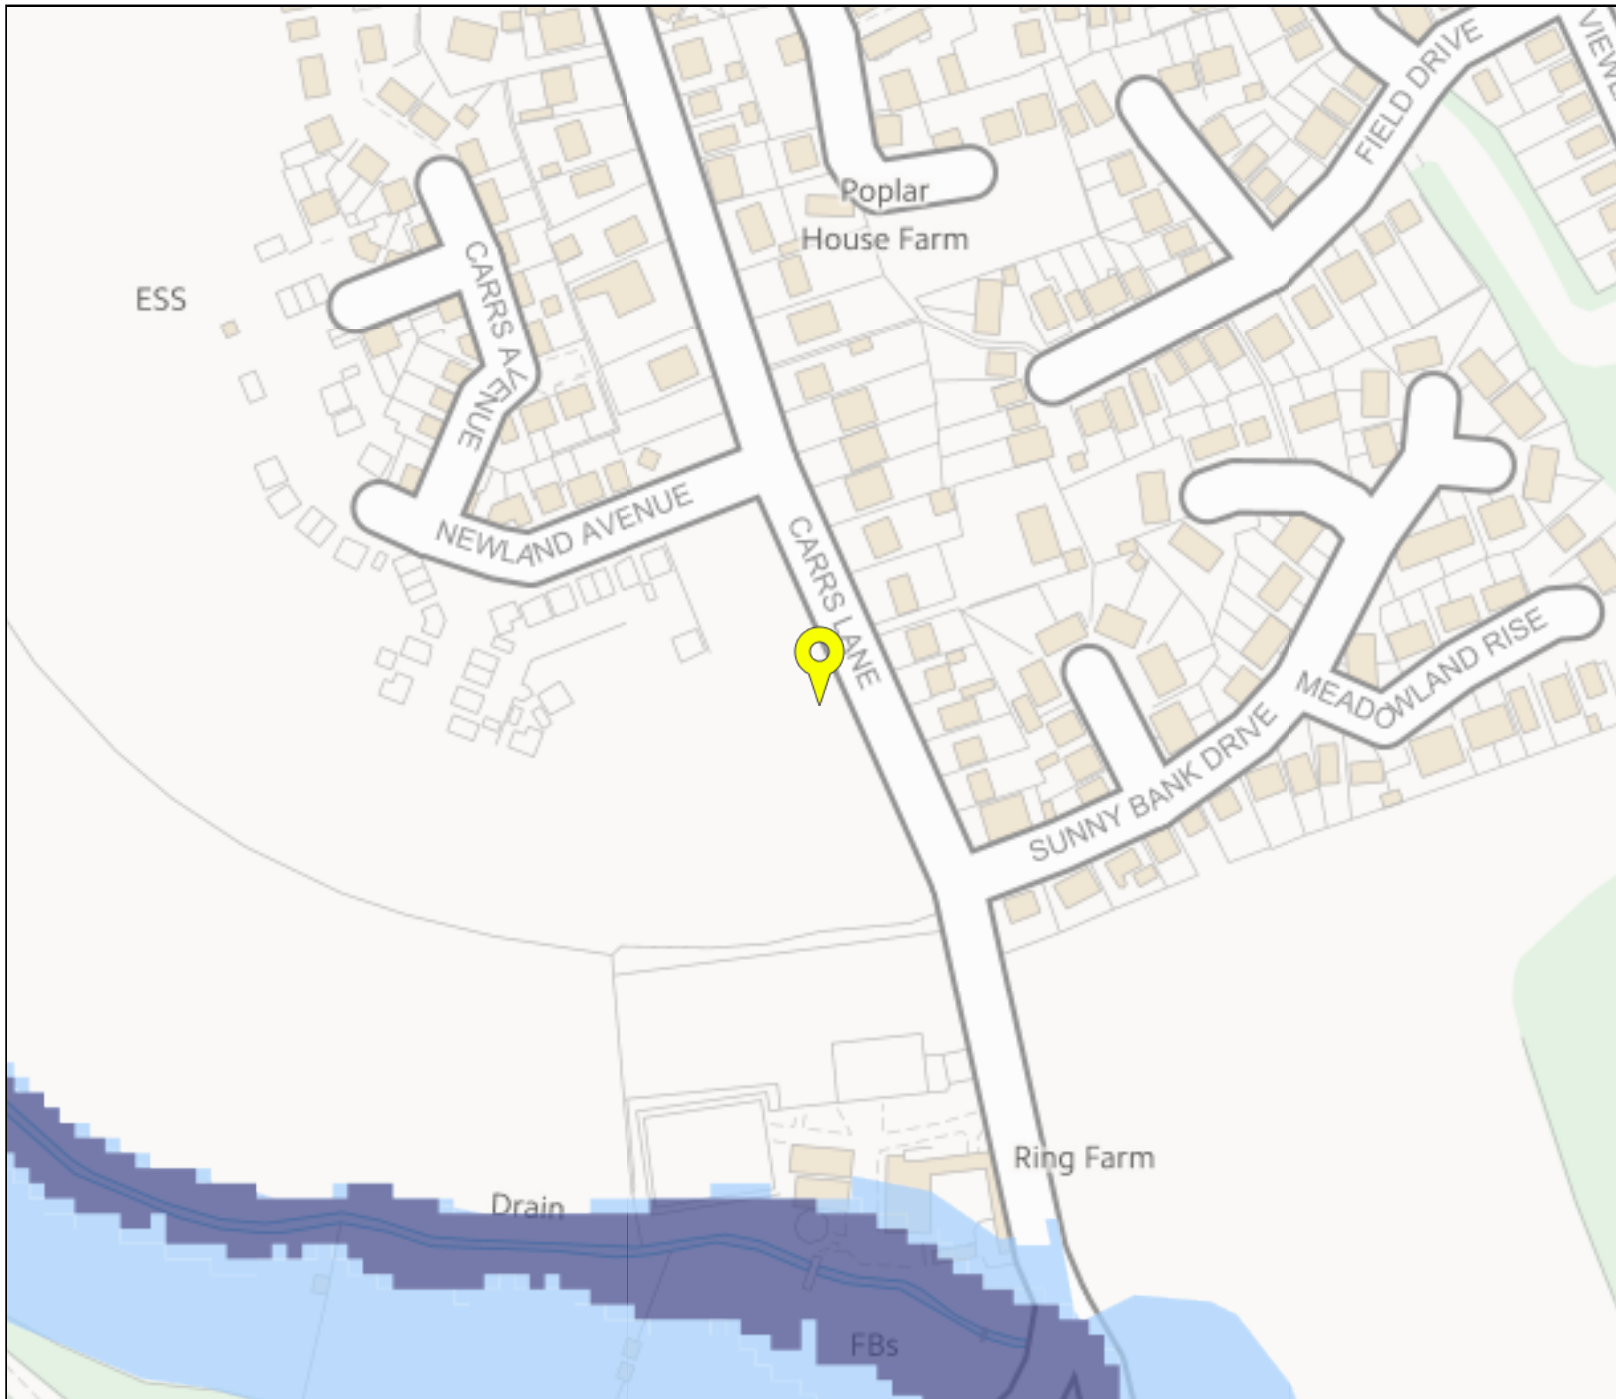 FIELD DRIVE
Poplar
House Farm
CARRS AVENUE
ESS
NEWLAND AVENUE
CARRS LANE
MEADOWLAND RISE
SUNNY BANK DRIVE
Ring Farm
Drain
FBs